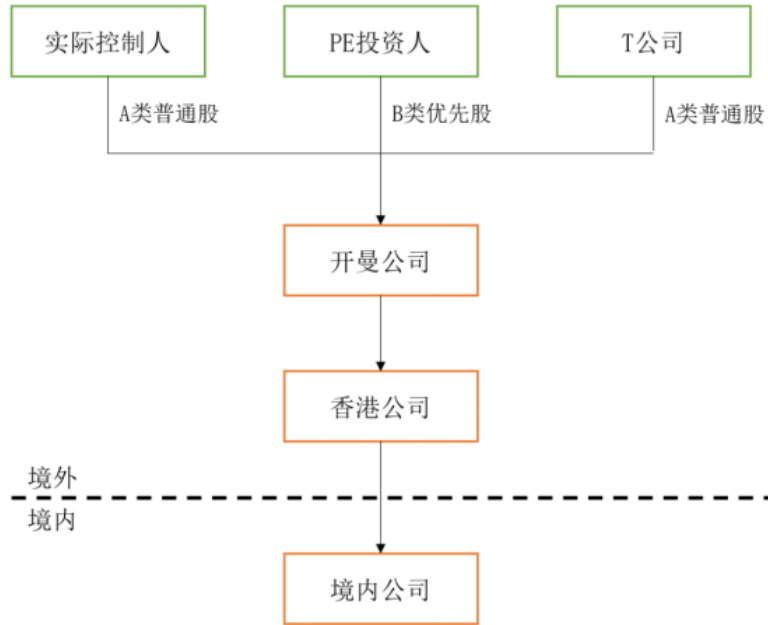 实际控制人
PE投资人
T公司
A类普通股
B类优先股
A类普通股
开曼公司
香港公司
境外
境内
境内公司